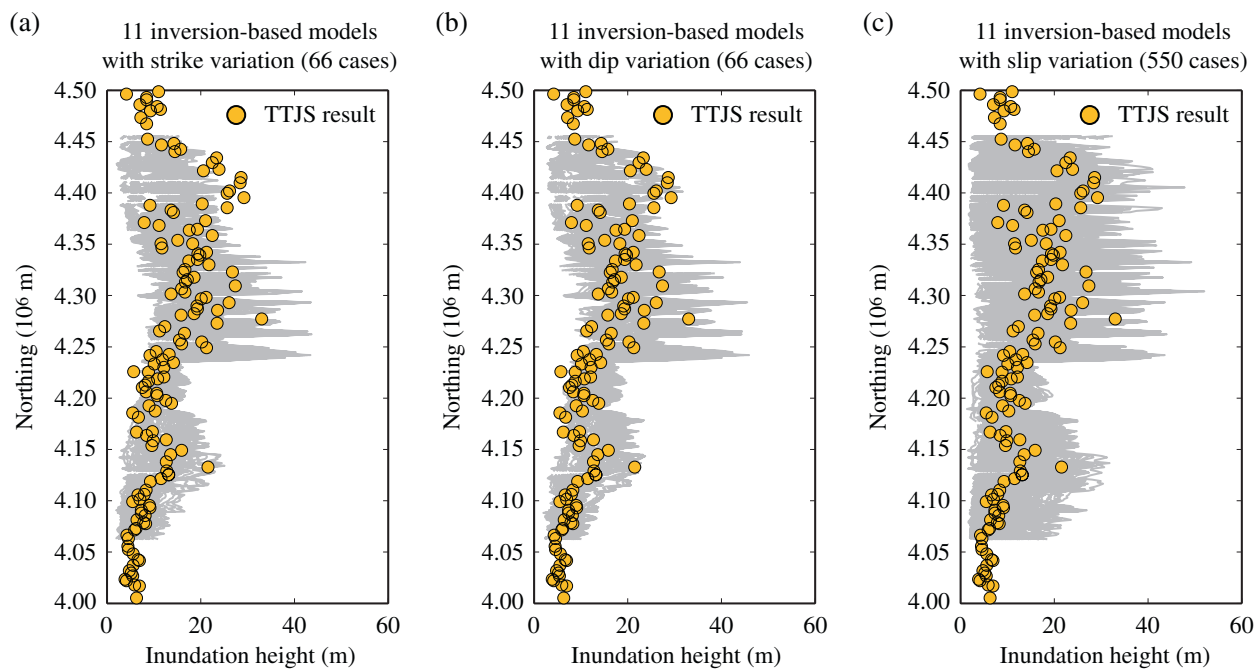 (a)
11 inversion-based models
with strike variation (66 cases)
TTJS result
4.50
4.45
4.40
4.35
4.30
4.25
4.20
4.15
4.10
4.05
4.00
Northing (10⁶ m)
0
20
40
60
Inundation height (m)
(b)
11 inversion-based models
with dip variation (66 cases)
TTJS result
4.50
4.45
4.40
4.35
4.30
4.25
4.20
4.15
4.10
4.05
4.00
Northing (10⁶ m)
0
20
40
60
Inundation height (m)
(c)
11 inversion-based models
with slip variation (550 cases)
TTJS result
4.50
4.45
4.40
4.35
4.30
4.25
4.20
4.15
4.10
4.05
4.00
Northing (10⁶ m)
0
20
40
60
Inundation height (m)